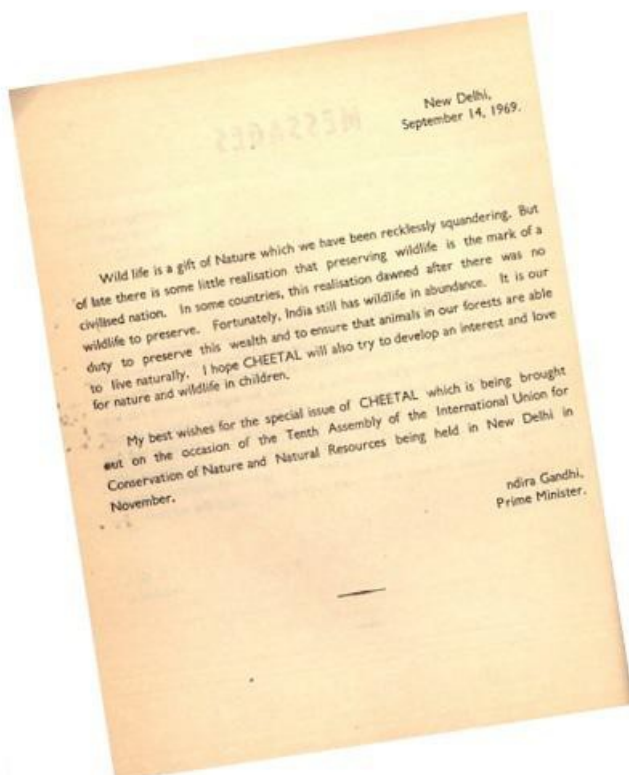 New Delhi,
September 14, 1969.
MESSAGES
Wild life is a gift of Nature which we have been recklessly squandering. But
of late there is some little realisation that preserving wildlife is the mark of a
civilised nation. In some countries, this realisation dawned after there was no
wildlife to preserve. Fortunately, India still has wildlife in abundance. It is our
duty to preserve this wealth and to ensure that animals in our forests are able
to live naturally. I hope CHEETAL will also try to develop an interest and love
for nature and wildlife in children.
My best wishes for the special issue of CHEETAL which is being brought
out on the occasion of the Tenth Assembly of the International Union for
Conservation of Nature and Natural Resources being held in New Delhi in
November.
ndira Gandhi,
Prime Minister.